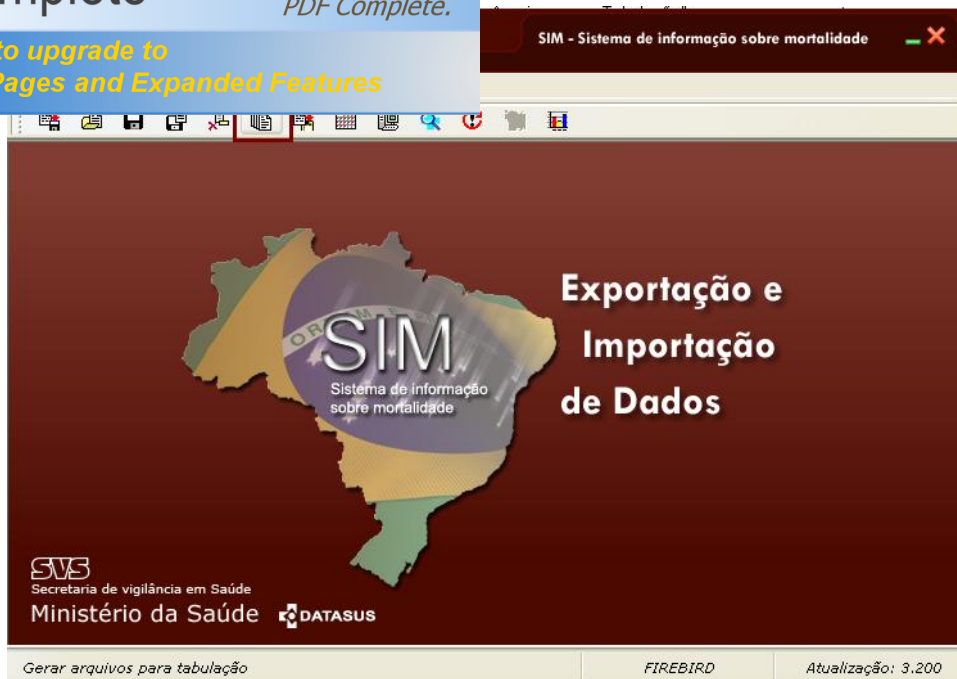 PDF Complete.
to upgrade to
Pages and Expanded Features
SIM - Sistema de informação sobre mortalidade
ORDEM
Exportação e
Importação
de Dados
SIM
Sistema de informação
sobre mortalidade
SVS
Secretaria de vigilância em Saúde
Ministério da Saúde DATASUS
Gerar arquivos para tabulação FIREBIRD Atualização: 3.200